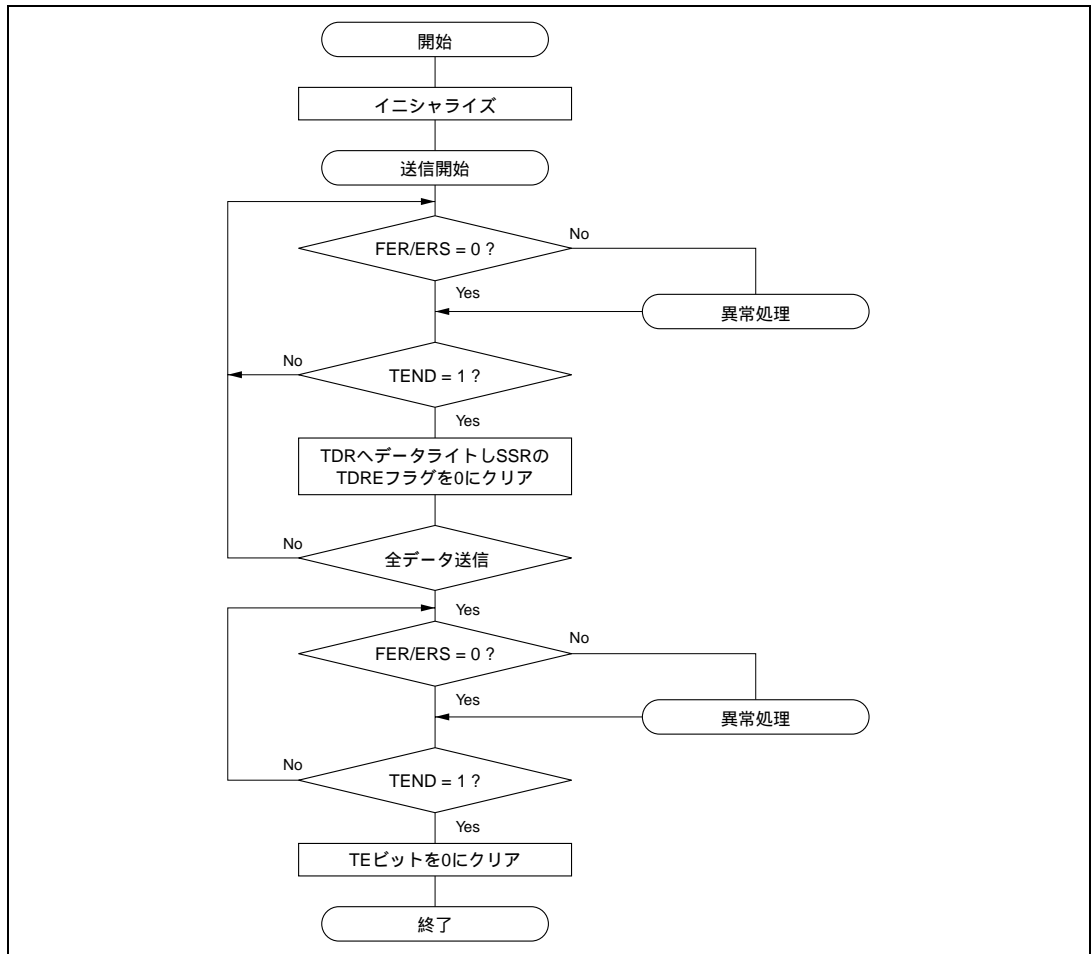 開始
イニシャライズ
送信開始
FER/ERS = 0 ?
No
Yes
異常処理
No
TEND = 1 ?
Yes
TDRへデータライトしSSRの
TDREフラグを0にクリア
No
全データ送信
Yes
FER/ERS = 0 ?
No
Yes
異常処理
No
TEND = 1 ?
Yes
TEビットを0にクリア
終了